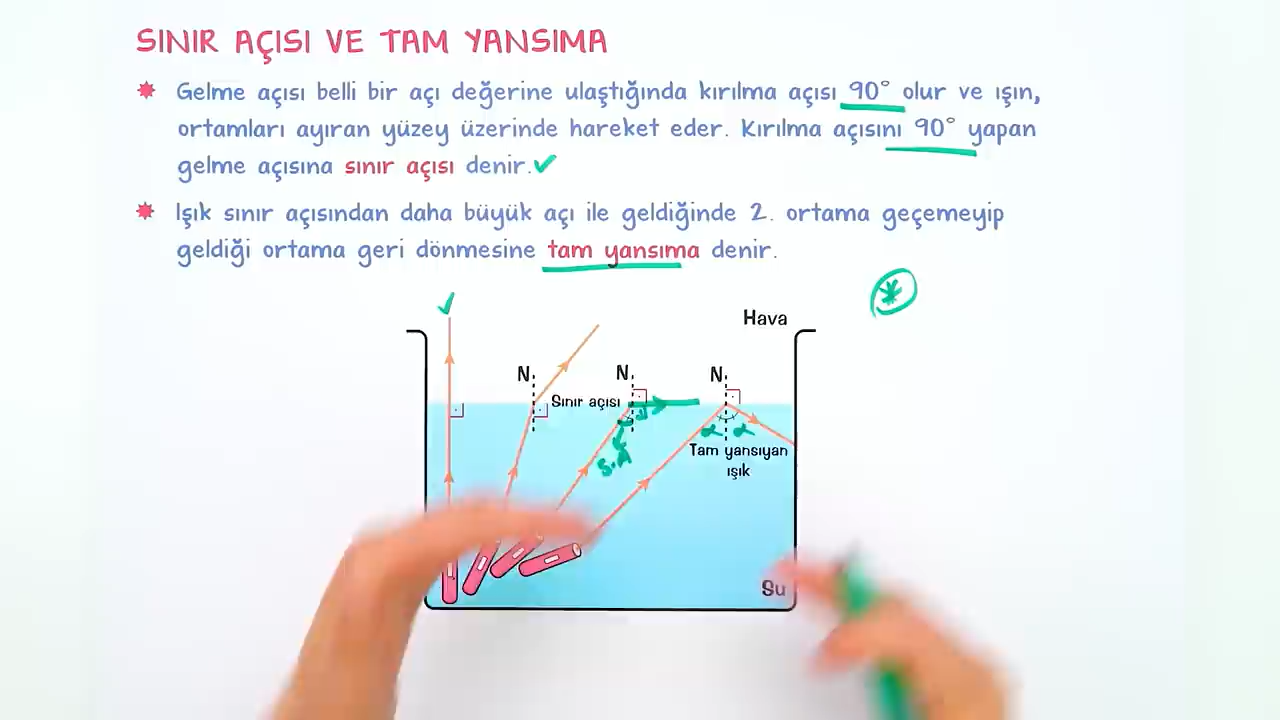 SINIR AÇISI VE TAM YANSIMA
Gelme açısı belli bir açı değerine ulaştığında kırılma açısı 90° olur ve ışın,
ortamları ayıran yüzey üzerinde hareket eder. Kırılma açısını 90° yapan
gelme açısına sınır açısı denir.
Işık sınır açısından daha büyük açı ile geldiğinde 2. ortama geçemeyip
geldiği ortama geri dönmesine tam yansıma denir.
Hava
N
N
N
Sınır açısı
α α
S.A
Tam yansıyan
ışık
Su